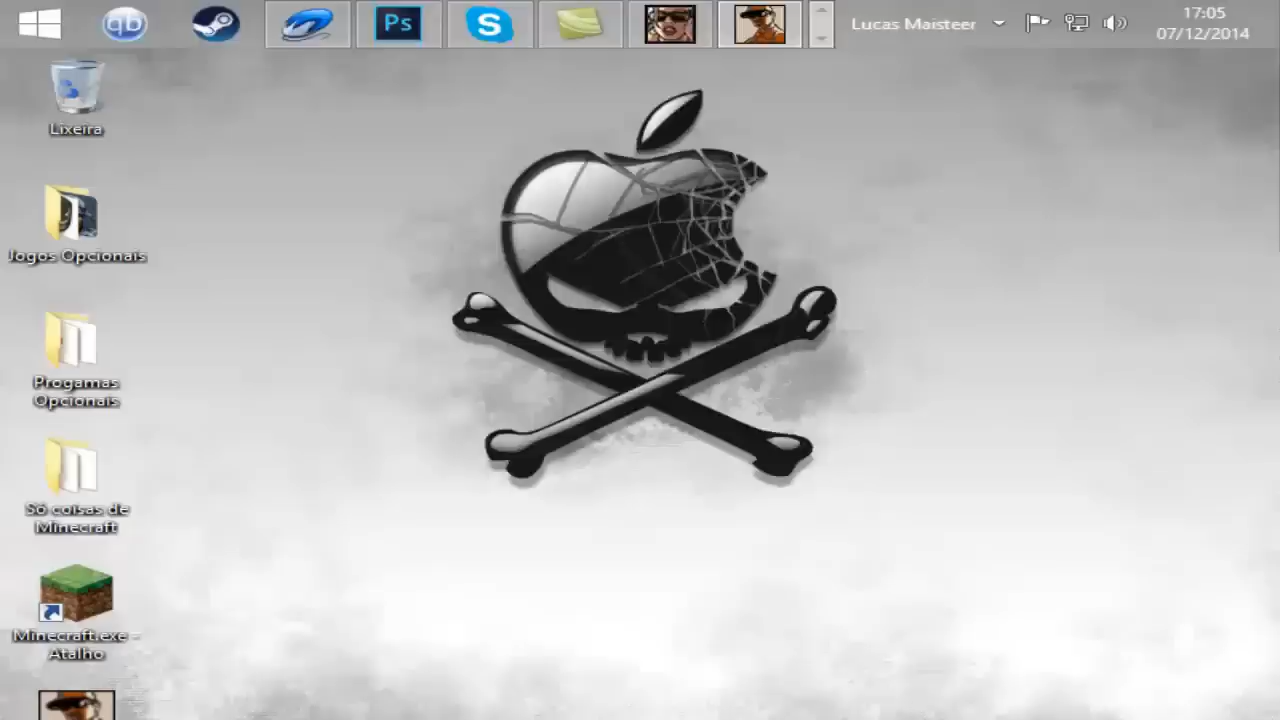 qb
Ps
S
Lucas Maisteer
17:05
07/12/2014
Lixeira
Jogos Opcionais
Progamas
Opcionais
Só coisas de
Minecraft
Minecraft.exe -
Atalho